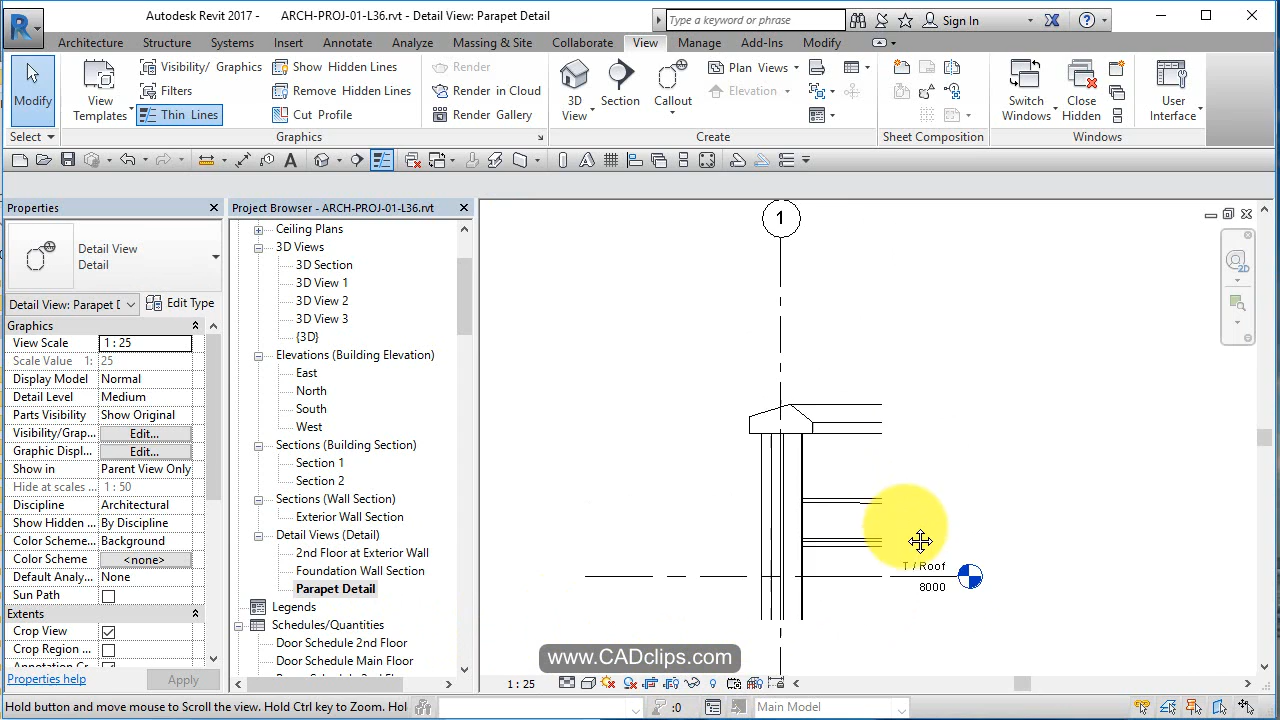 Autodesk Revit 2017 - ARCH-PROJ-01-L36.rvt - Detail View: Parapet Detail
Type a keyword or phrase
Sign In
R
Architecture Structure Systems Insert Annotate Analyze Massing & Site Collaborate View Manage Add-Ins Modify
Modify
View Templates
Visibility/ Graphics
Filters
Thin Lines
Show Hidden Lines
Remove Hidden Lines
Cut Profile
Render
Render in Cloud
Render Gallery
3D View
Section
Callout
Plan Views
Elevation
Switch Windows
Close Hidden
User Interface
Select
Graphics
Create
Sheet Composition
Windows
Properties
Detail View
Detail
Detail View: Parapet D
Edit Type
Graphics
View Scale 1 : 25
Scale Value 1: 25
Display Model Normal
Detail Level Medium
Parts Visibility Show Original
Visibility/Grap... Edit...
Graphic Displ... Edit...
Show in Parent View Only
Hide at scales ... 1 : 50
Discipline Architectural
Show Hidden ... By Discipline
Color Scheme... Background
Color Scheme <none>
Default Analy... None
Sun Path
Extents
Crop View
Crop Region ...
Properties help
Apply
Project Browser - ARCH-PROJ-01-L36.rvt
Ceiling Plans
3D Views
3D Section
3D View 1
3D View 2
3D View 3
{3D}
Elevations (Building Elevation)
East
North
South
West
Sections (Building Section)
Section 1
Section 2
Sections (Wall Section)
Exterior Wall Section
Detail Views (Detail)
2nd Floor at Exterior Wall
Foundation Wall Section
Parapet Detail
Legends
Schedules/Quantities
Door Schedule 2nd Floor
Door Schedule Main Floor
1
2D
T / Roof
8000
www.CADclips.com
1 : 25
Hold button and move mouse to Scroll the view. Hold Ctrl key to Zoom. Hol
:0
Main Model